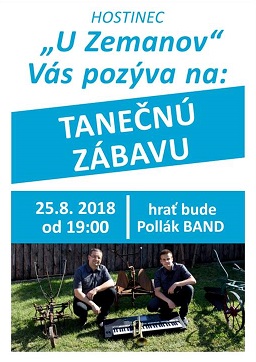 HOSTINEC
„U Zemanov“
Vás pozýva na:
TANEČNÚ
ZÁBAVU
25.8. 2018
od 19:00
hrať bude
Pollák BAND